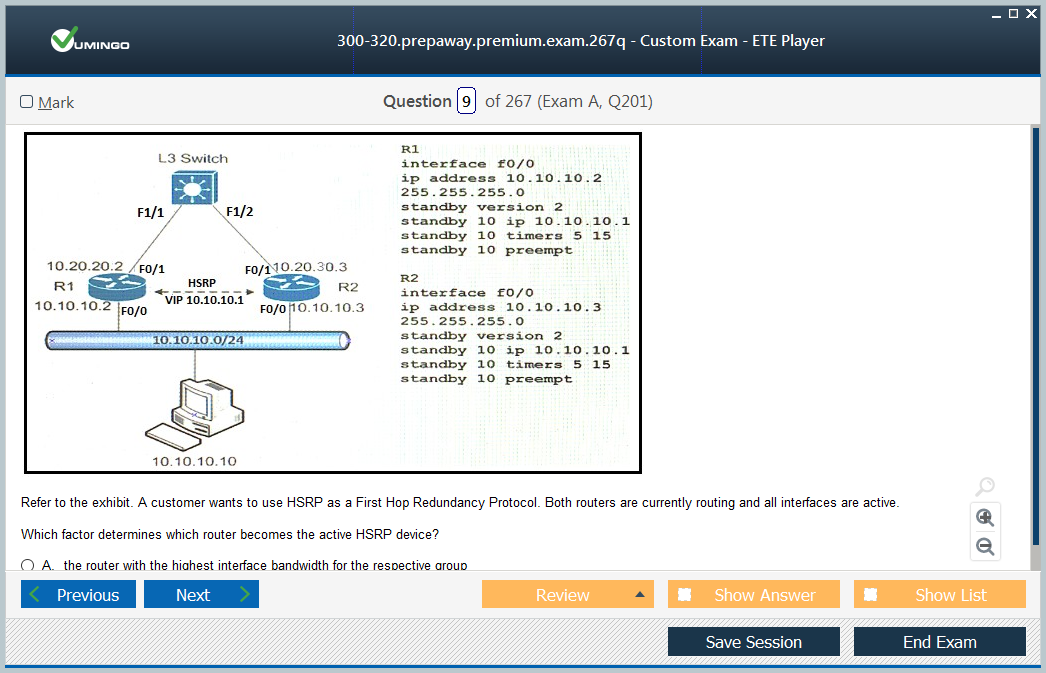 VUMINGO
300-320.prepaway.premium.exam.267q - Custom Exam - ETE Player
Mark
Question 9 of 267 (Exam A, Q201)
L3 Switch
F1/1
F1/2
10.20.20.2
F0/1
F0/1
10.20.30.3
R1
HSRP
R2
VIP 10.10.10.1
10.10.10.2
F0/0
F0/0
10.10.10.3
10.10.10.0/24
10.10.10.10
R1
interface f0/0
ip address 10.10.10.2
255.255.255.0
standby version 2
standby 10 ip 10.10.10.1
standby 10 timers 5 15
standby 10 preempt
R2
interface f0/0
ip address 10.10.10.3
255.255.255.0
standby version 2
standby 10 ip 10.10.10.1
standby 10 timers 5 15
standby 10 preempt
Refer to the exhibit. A customer wants to use HSRP as a First Hop Redundancy Protocol. Both routers are currently routing and all interfaces are active.
Which factor determines which router becomes the active HSRP device?
A. the router with the highest interface bandwidth for the respective group
Previous
Next
Review
Show Answer
Show List
Save Session
End Exam